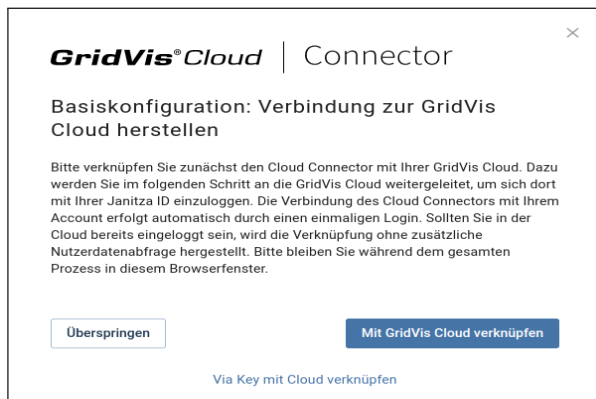 GridVis® Cloud | Connector
Basiskonfiguration: Verbindung zur GridVis
Cloud herstellen
Bitte verknüpfen Sie zunächst den Cloud Connector mit Ihrer GridVis Cloud. Dazu
werden Sie im folgenden Schritt an die GridVis Cloud weitergeleitet, um sich dort
mit Ihrer Janitza ID einzuloggen. Die Verbindung des Cloud Connectors mit Ihrem
Account erfolgt automatisch durch einen einmaligen Login. Sollten Sie in der
Cloud bereits eingeloggt sein, wird die Verknüpfung ohne zusätzliche
Nutzerdatenabfrage hergestellt. Bitte bleiben Sie während dem gesamten
Prozess in diesem Browserfenster.
Überspringen
Mit GridVis Cloud verknüpfen
Via Key mit Cloud verknüpfen